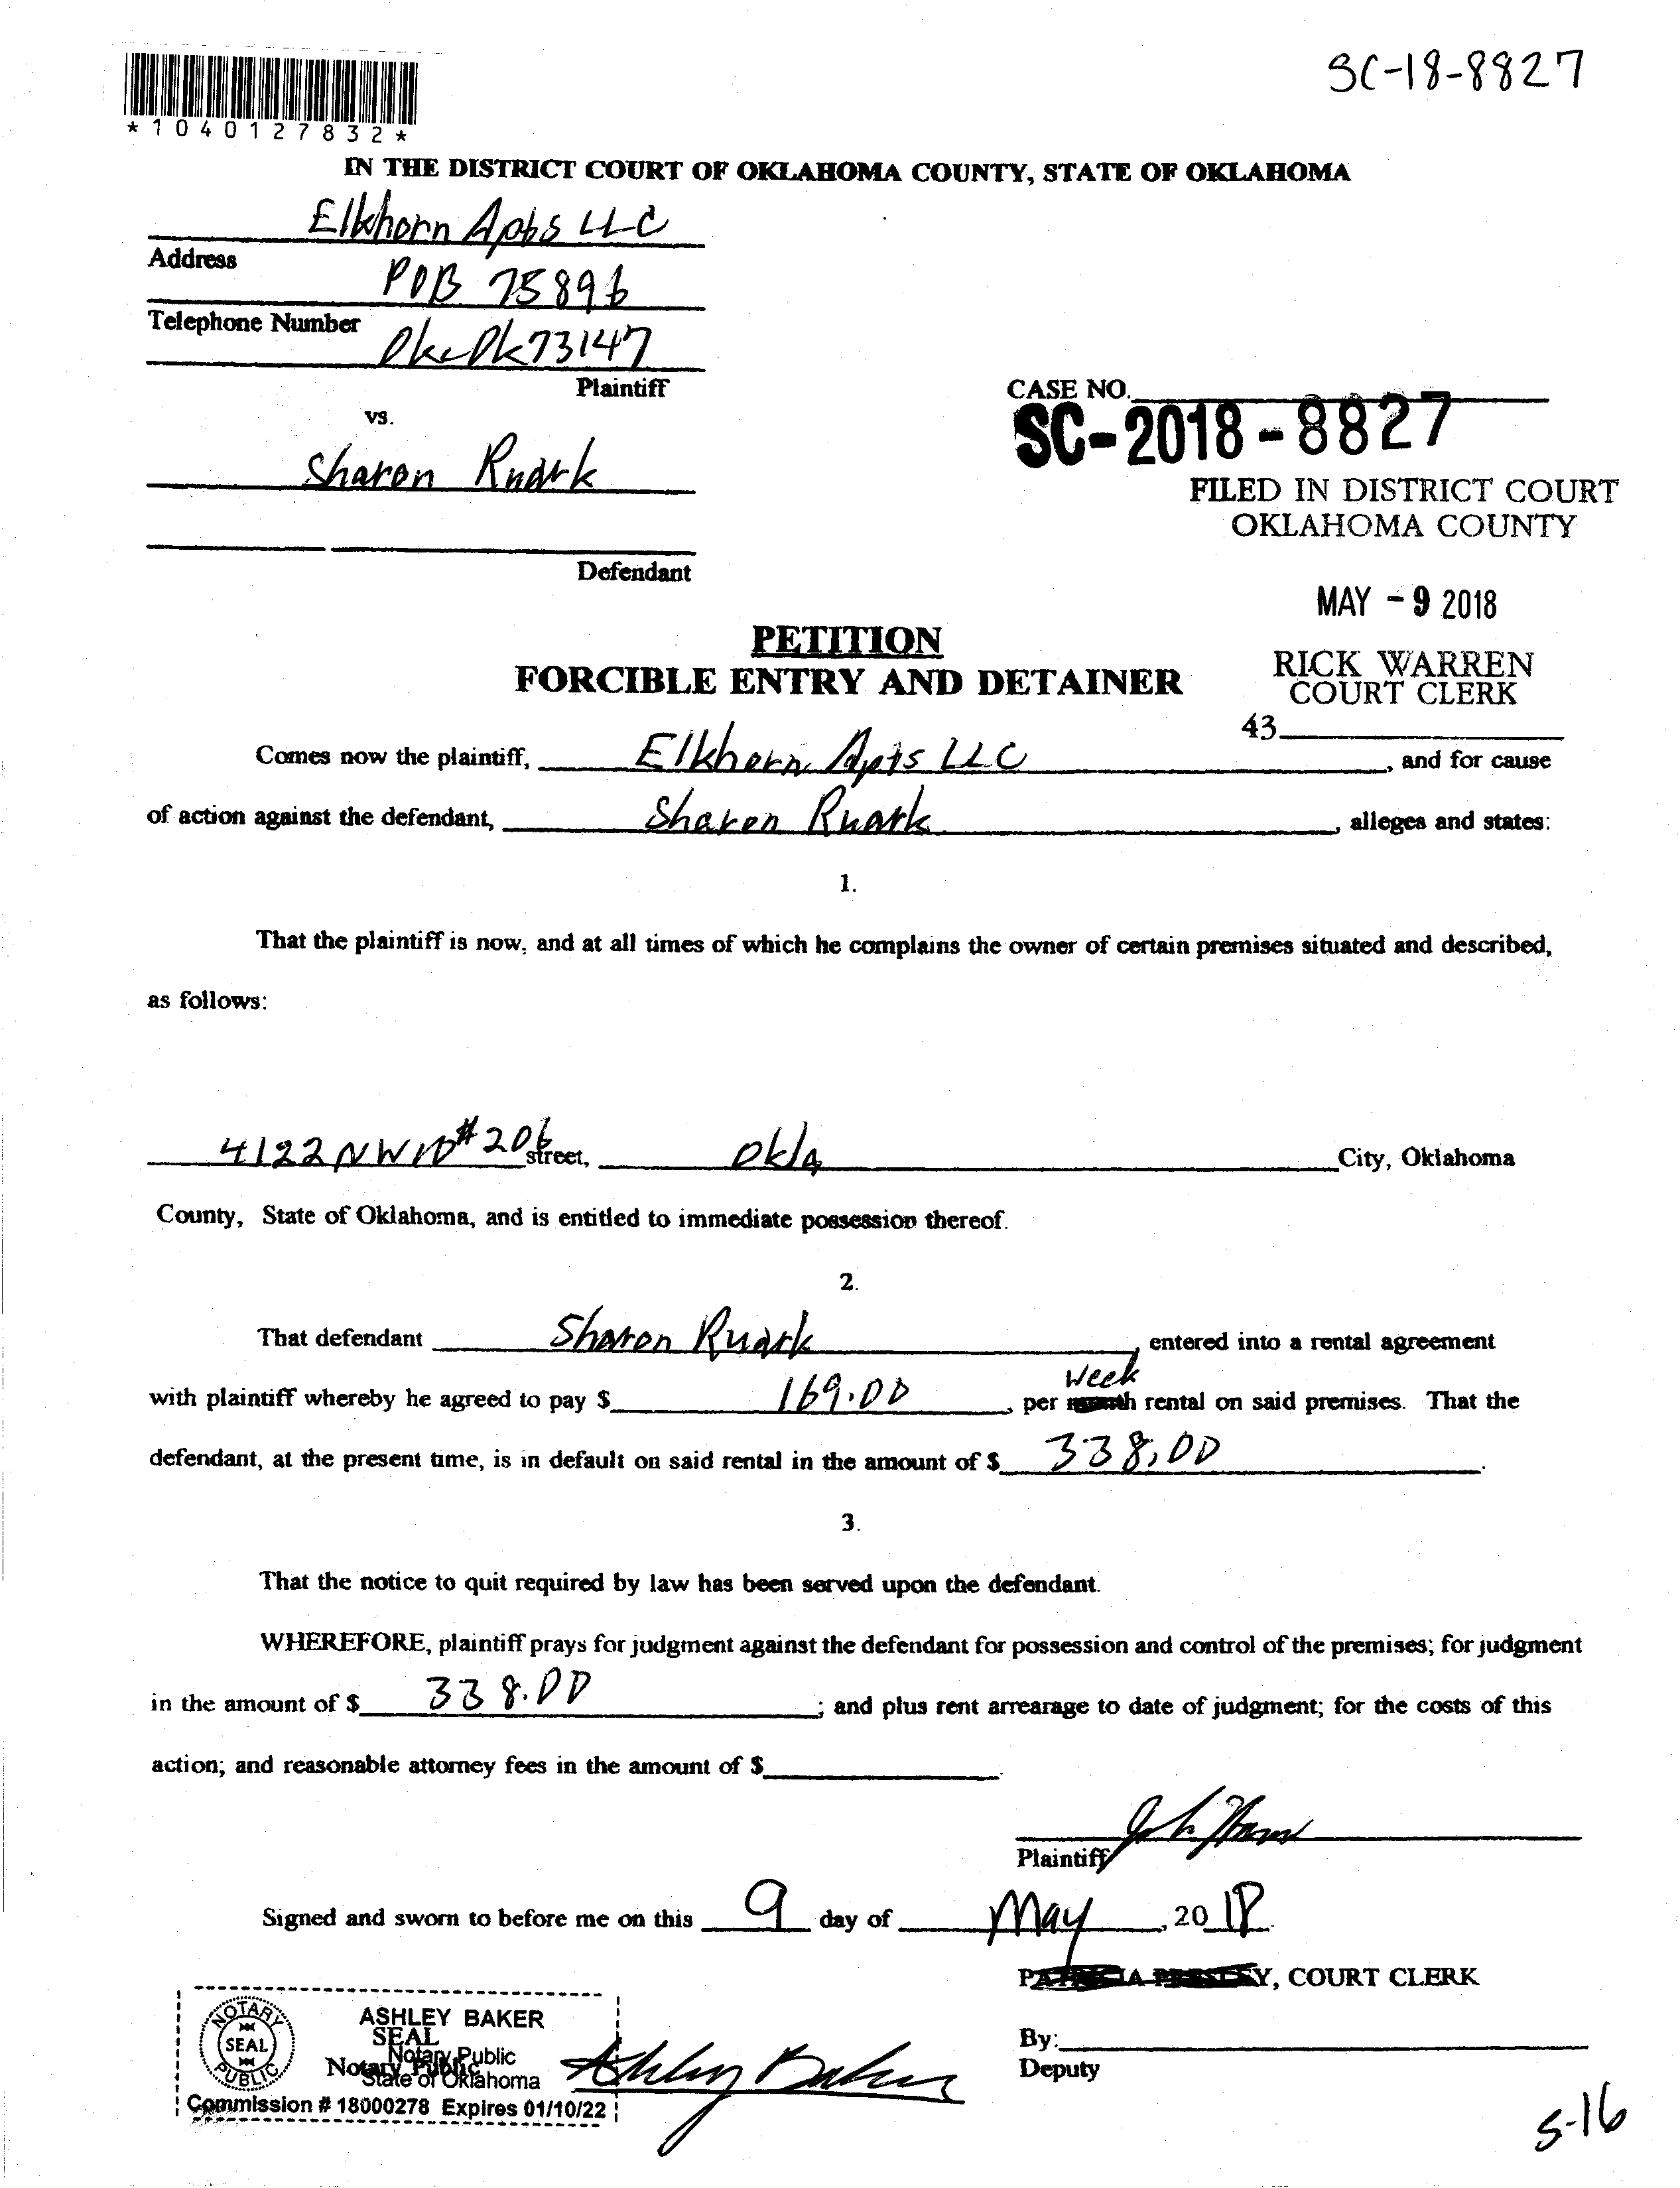 SC-18-8827
*1040127832*
IN THE DISTRICT COURT OF OKLAHOMA COUNTY, STATE OF OKLAHOMA
Elkhorn Apts LLC
Address
POB 75896
Telephone Number
Okc Ok 73147
Plaintiff
vs.
CASE NO.
SC-2018-8827
Sharon Ruark
FILED IN DISTRICT COURT
OKLAHOMA COUNTY
Defendant
MAY - 9 2018
PETITION
FORCIBLE ENTRY AND DETAINER
RICK WARREN
COURT CLERK
43
Comes now the plaintiff, Elkhorn Apts LLC, and for cause
of action against the defendant, Sharon Ruark, alleges and states:
1.
That the plaintiff is now, and at all times of which he complains the owner of certain premises situated and described,
as follows:
4122 NW 10 #206 street, Okla City, Oklahoma
County, State of Oklahoma, and is entitled to immediate possession thereof.
2.
That defendant Sharon Ruark, entered into a rental agreement
week
with plaintiff whereby he agreed to pay $ 169.00, per month rental on said premises. That the
defendant, at the present time, is in default on said rental in the amount of $ 338.00.
3.
That the notice to quit required by law has been served upon the defendant.
WHEREFORE, plaintiff prays for judgment against the defendant for possession and control of the premises; for judgment
in the amount of $ 338.00; and plus rent arrearage to date of judgment; for the costs of this
action; and reasonable attorney fees in the amount of $
Plaintiff
Signed and sworn to before me on this 9 day of May, 2018.
PATRICIA PRESLEY, COURT CLERK
NOTARY PUBLIC
SEAL
ASHLEY BAKER
SEAL
Notary Public
Notary Public
State of Oklahoma
Commission # 18000278 Expires 01/10/22
Ashley Baker
By:
Deputy
5-16